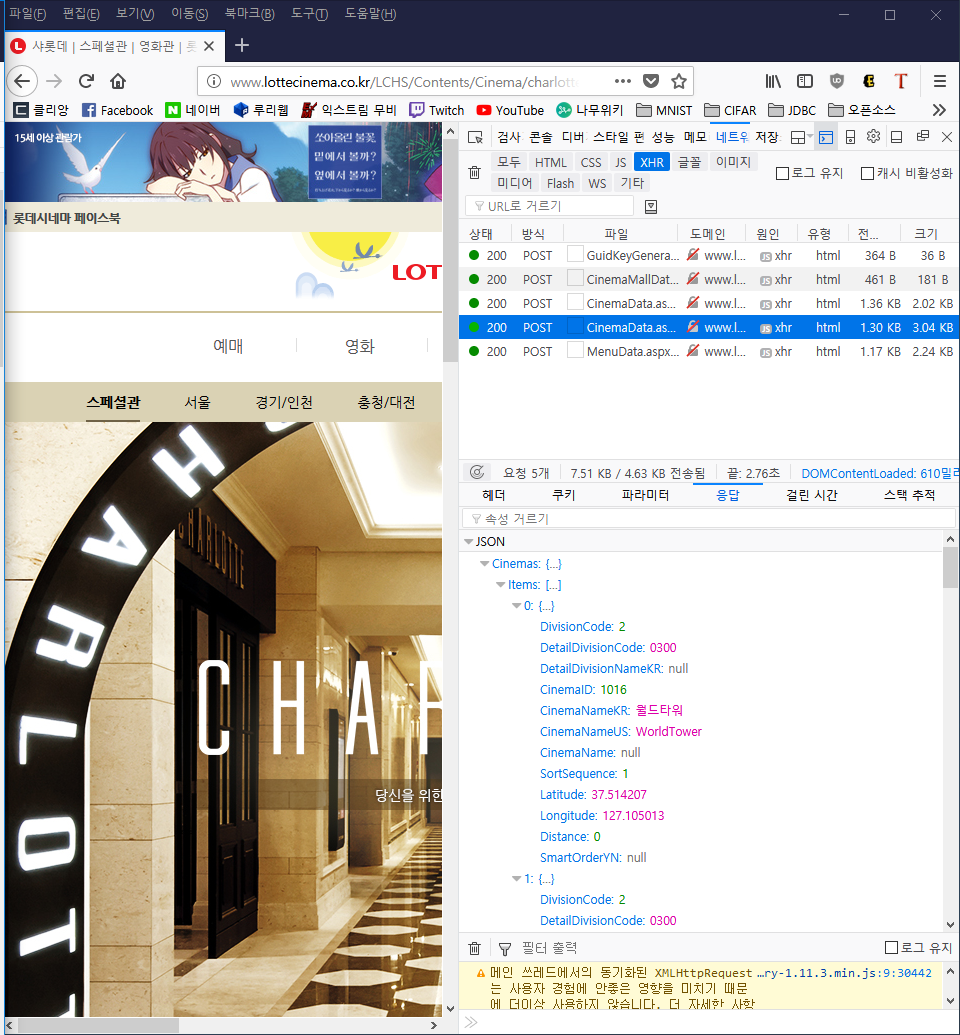 파일(F) 편집(E) 보기(V) 이동(S) 북마크(B) 도구(T) 도움말(H)
샤롯데 | 스페셜관 | 영화관 | 롯
www.lottecinema.co.kr/LCHS/Contents/Cinema/charlott
클리앙 Facebook 네이버 루리웹 익스트림 무비 Twitch YouTube 나무위키 MNIST CIFAR JDBC 오픈소스
15세 이상 관람가
쏘아올린 불꽃,
밑에서 볼까?
옆에서 볼까?
롯데시네마 페이스북
LOT
예매 영화
스페셜관 서울 경기/인천 충청/대전
HARLOT
CHARLOTTE
CHAR
당신을 위한
검사 콘솔 디버 스타일 편 성능 메모 네트워 저장
모두 HTML CSS JS XHR 글꼴 이미지
미디어 Flash WS 기타
로그 유지 캐시 비활성화
URL로 거르기
상태 방식 파일 도메인 원인 유형 전... 크기
200 POST GuidKeyGenera... www.l... JS xhr html 364 B 36 B
200 POST CinemaMallDat... www.l... JS xhr html 461 B 181 B
200 POST CinemaData.as... www.l... JS xhr html 1.36 KB 2.02 KB
200 POST CinemaData.as... www.l... JS xhr html 1.30 KB 3.04 KB
200 POST MenuData.aspx... www.l... JS xhr html 1.17 KB 2.24 KB
요청 5개 7.51 KB / 4.63 KB 전송됨 끝: 2.76초 DOMContentLoaded: 610밀리
헤더 쿠키 파라미터 응답 걸린 시간 스택 추적
속성 거르기
JSON
Cinemas: {...}
Items: [...]
0: {...}
DivisionCode: 2
DetailDivisionCode: 0300
DetailDivisionNameKR: null
CinemaID: 1016
CinemaNameKR: 월드타워
CinemaNameUS: WorldTower
CinemaName: null
SortSequence: 1
Latitude: 37.514207
Longitude: 127.105013
Distance: 0
SmartOrderYN: null
1: {...}
DivisionCode: 2
DetailDivisionCode: 0300
필터 출력 로그 유지
메인 쓰레드에서의 동기화된 XMLHttpRequest ...ry-1.11.3.min.js:9:30442
는 사용자 경험에 안좋은 영향을 미치기 때문
에 더이상 사용하지 않습니다. 더 자세한 사항